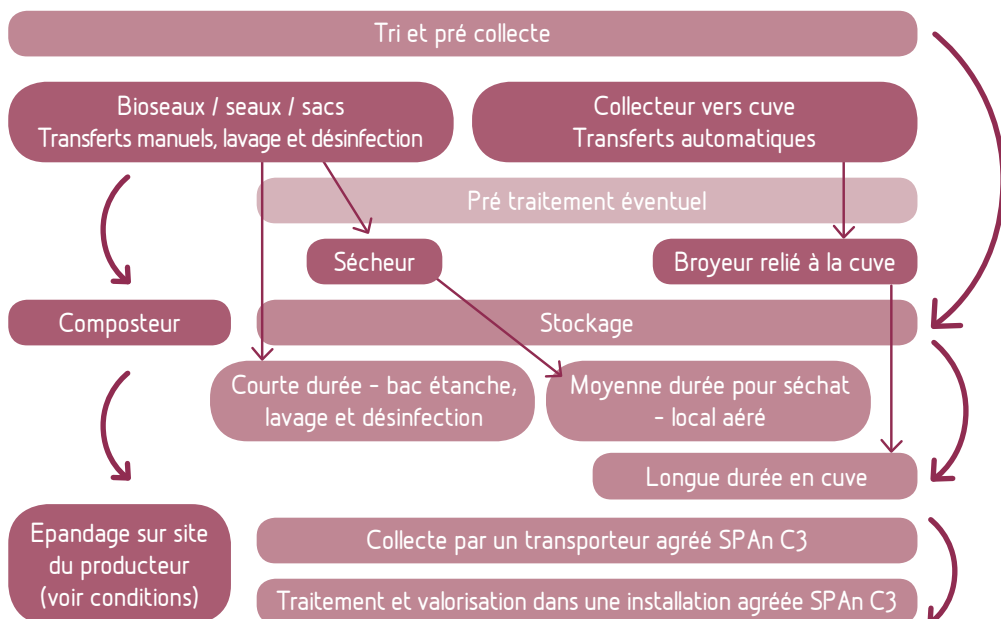 Tri et pré collecte
Bioseaux / seaux / sacs
Transferts manuels, lavage et désinfection
Collecteur vers cuve
Transferts automatiques
Pré traitement éventuel
Sécheur
Broyeur relié à la cuve
Composteur
Stockage
Courte durée - bac étanche,
lavage et désinfection
Moyenne durée pour séchat
- local aéré
Longue durée en cuve
Epandage sur site
du producteur
(voir conditions)
Collecte par un transporteur agréé SPAn C3
Traitement et valorisation dans une installation agréée SPAn C3